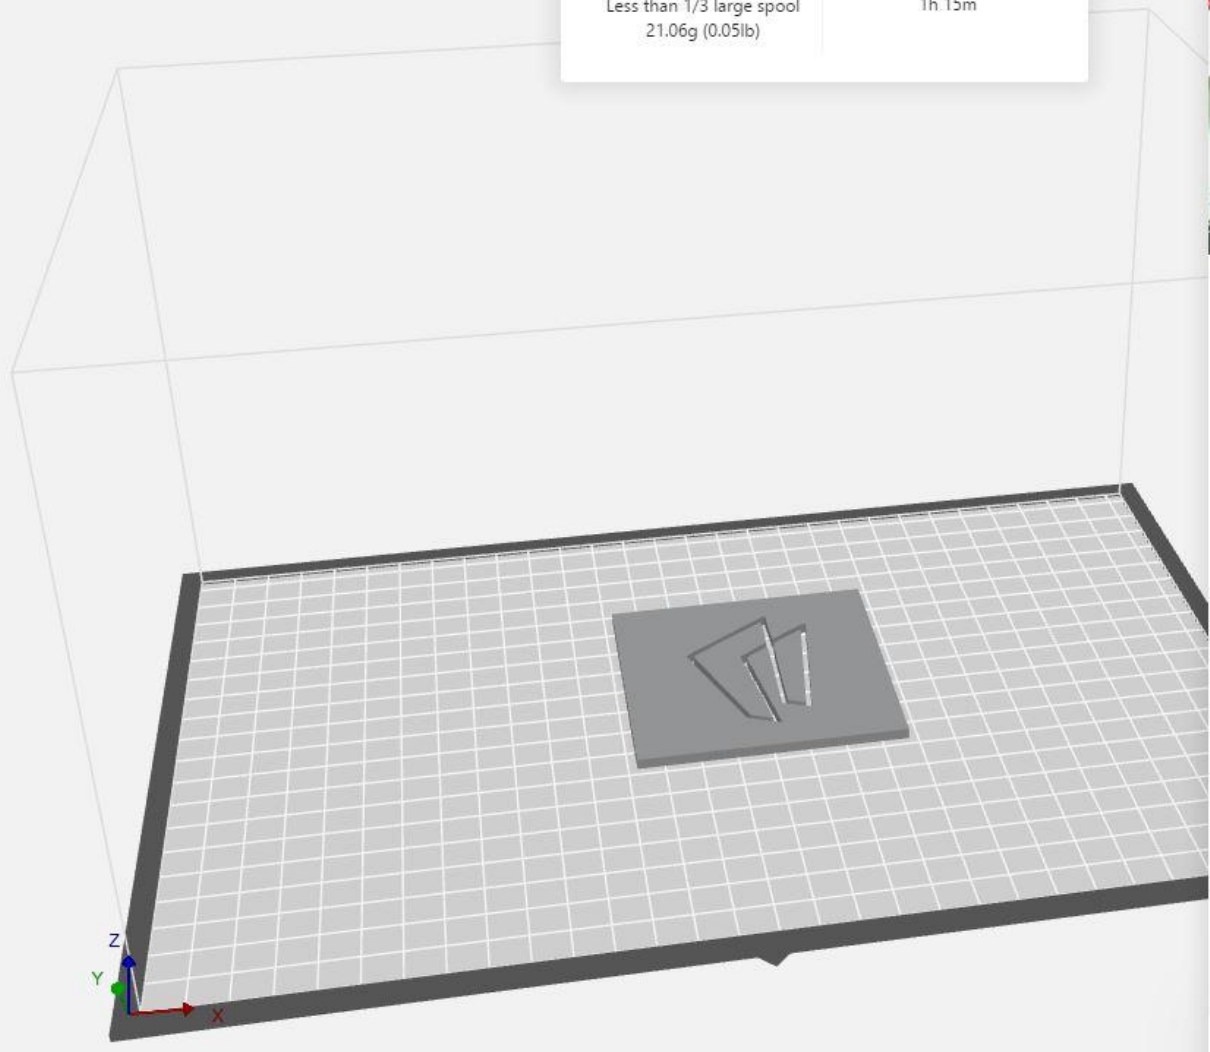 Less than 1/3 large spool
1h 15m
21.06g (0.05lb)
Z
Y
X